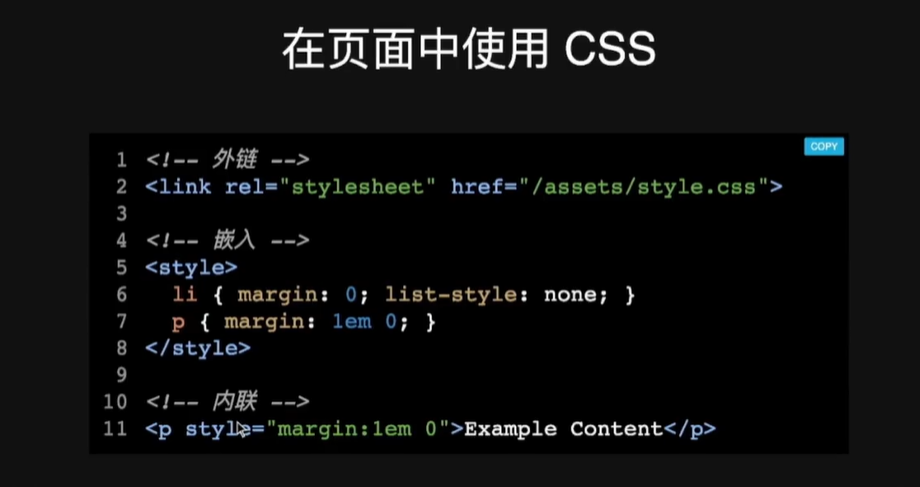 在页面中使用 CSS
COPY
1 <!-- 外链 -->
2 <link rel="stylesheet" href="/assets/style.css">
3
4 <!-- 嵌入 -->
5 <style>
6   li { margin: 0; list-style: none; }
7   p { margin: 1em 0; }
8 </style>
9
10 <!-- 内联 -->
11 <p style="margin:1em 0">Example Content</p>